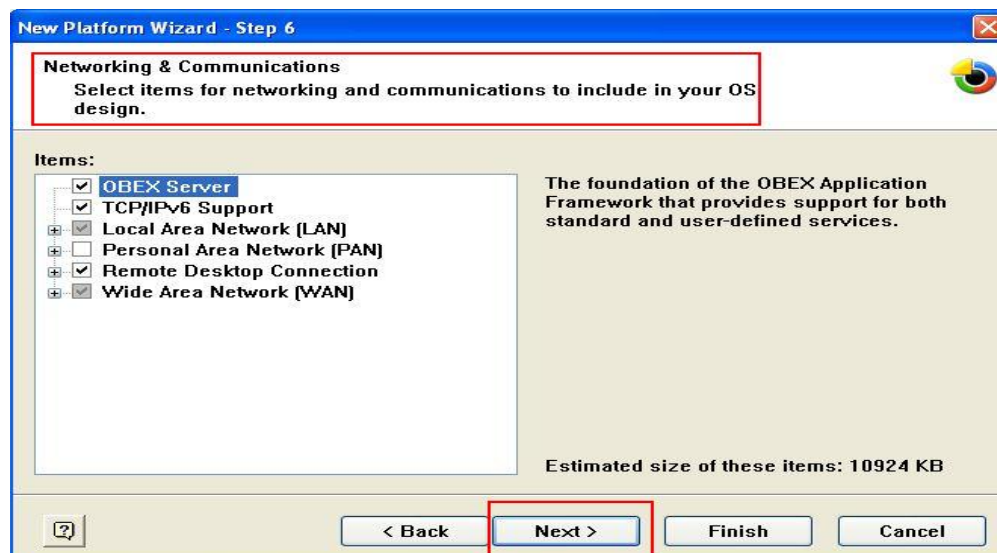 New Platform Wizard - Step 6
Networking & Communications
Select items for networking and communications to include in your OS
design.
Items:
OBEX Server
TCP/IPv6 Support
Local Area Network (LAN)
Personal Area Network (PAN)
Remote Desktop Connection
Wide Area Network (WAN)
The foundation of the OBEX Application
Framework that provides support for both
standard and user-defined services.
Estimated size of these items: 10924 KB
< Back
Next >
Finish
Cancel